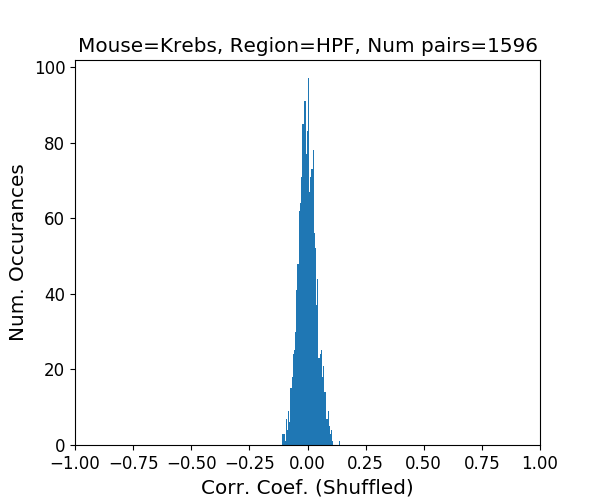 Mouse=Krebs, Region=HPF, Num pairs=1596
100
80
60
40
20
0
Num. Occurances
−1.00 −0.75 −0.50 −0.25 0.00 0.25 0.50 0.75 1.00
Corr. Coef. (Shuffled)